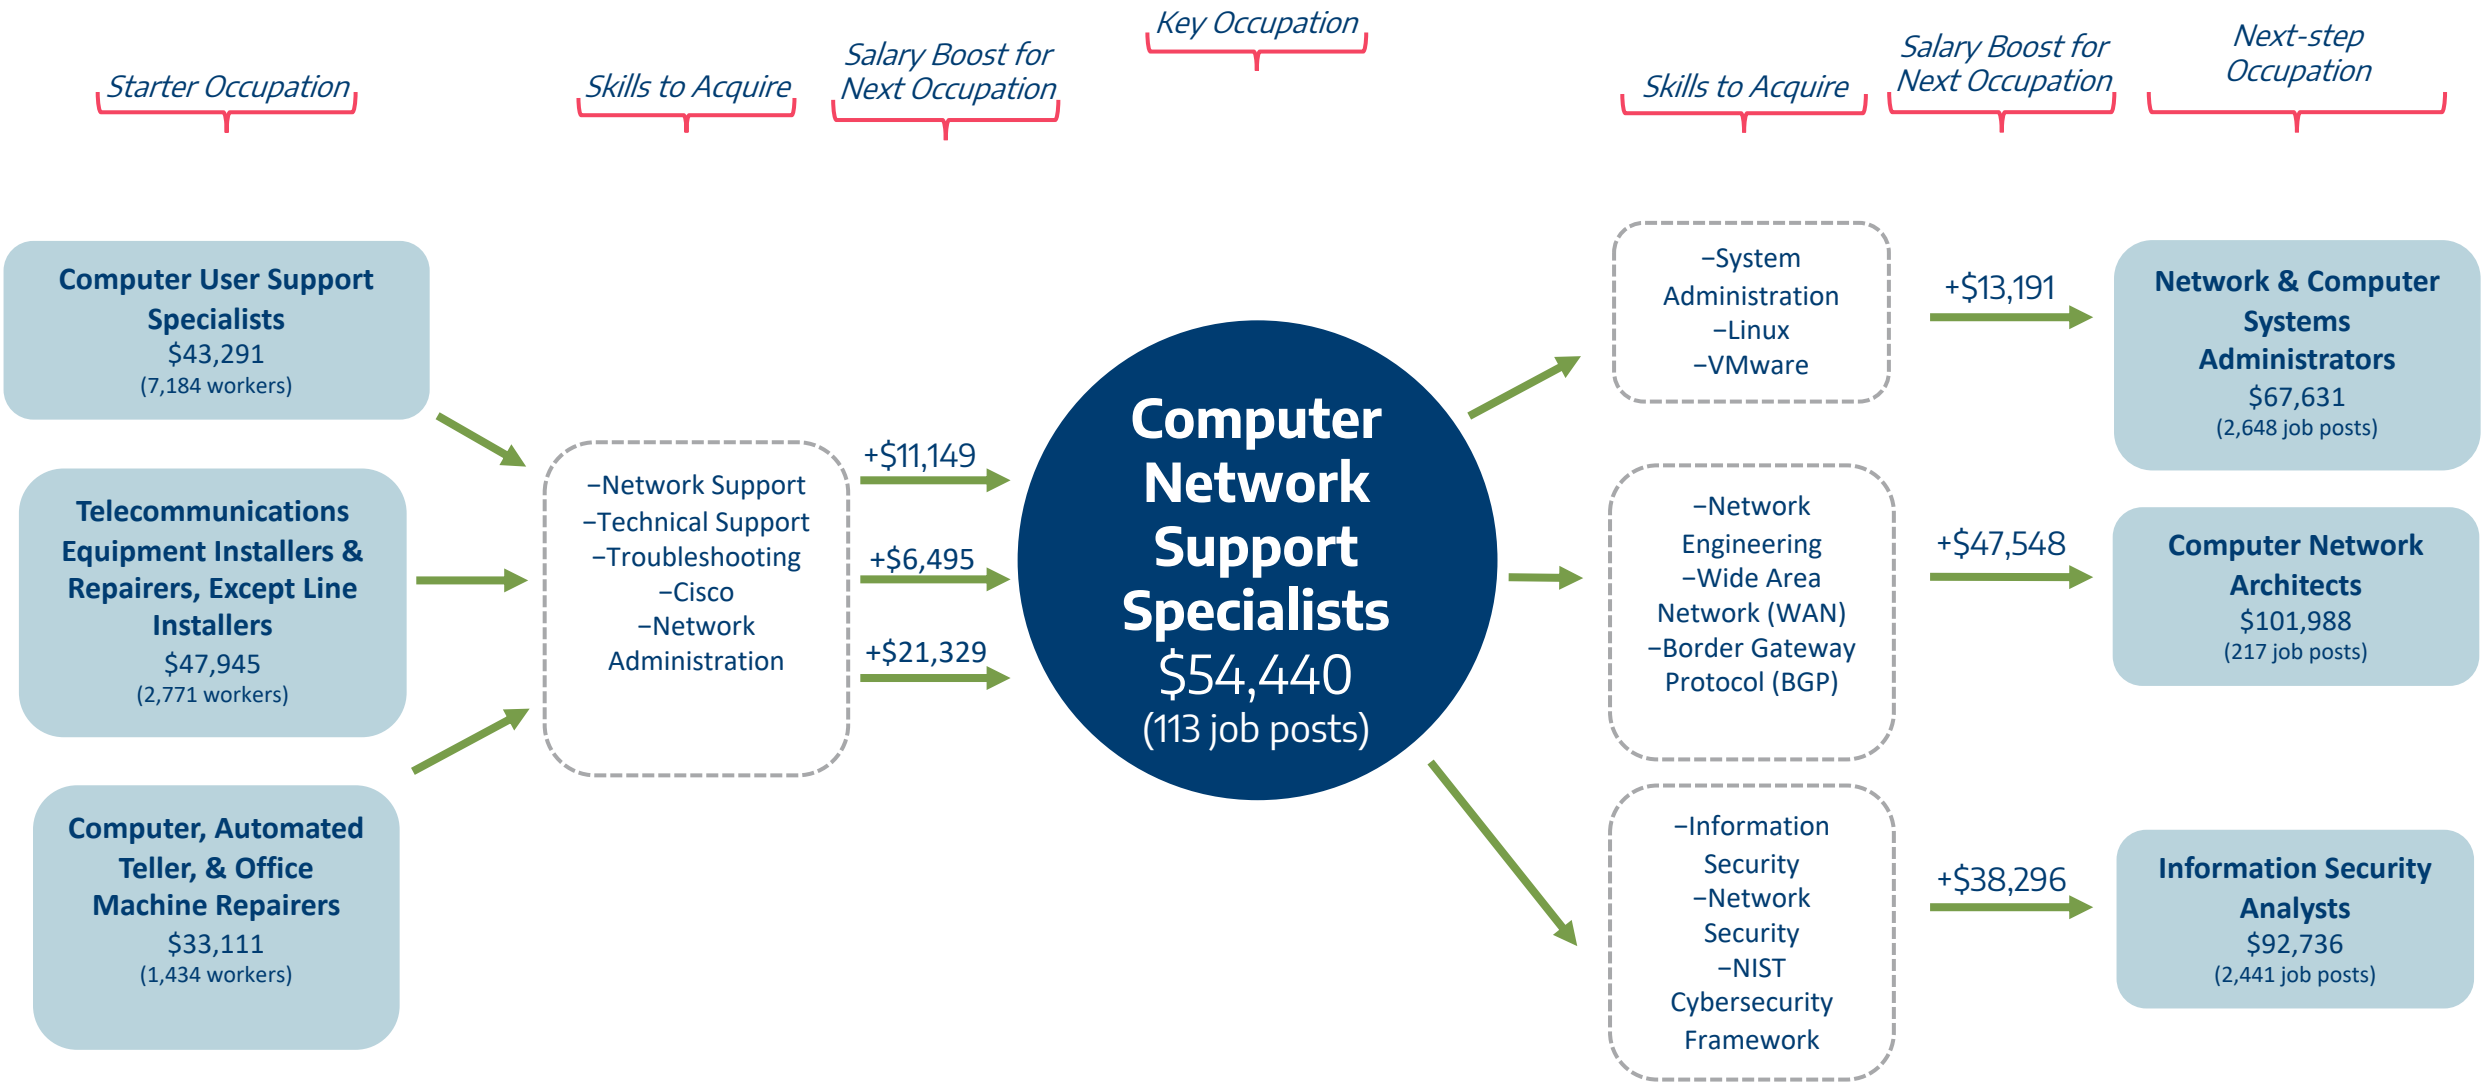 Starter Occupation
Skills to Acquire
Salary Boost for
Next Occupation
Key Occupation
Skills to Acquire
Salary Boost for
Next Occupation
Next-step
Occupation
Computer User Support
Specialists
$43,291
(7,184 workers)
Telecommunications
Equipment Installers &
Repairers, Except Line
Installers
$47,945
(2,771 workers)
Computer, Automated
Teller, & Office
Machine Repairers
$33,111
(1,434 workers)
–Network Support
–Technical Support
–Troubleshooting
–Cisco
–Network
Administration
+$11,149
+$6,495
+$21,329
Computer
Network
Support
Specialists
$54,440
(113 job posts)
–System
Administration
–Linux
–VMware
+$13,191
Network & Computer
Systems
Administrators
$67,631
(2,648 job posts)
–Network
Engineering
–Wide Area
Network (WAN)
–Border Gateway
Protocol (BGP)
+$47,548
Computer Network
Architects
$101,988
(217 job posts)
–Information
Security
–Network
Security
–NIST
Cybersecurity
Framework
+$38,296
Information Security
Analysts
$92,736
(2,441 job posts)